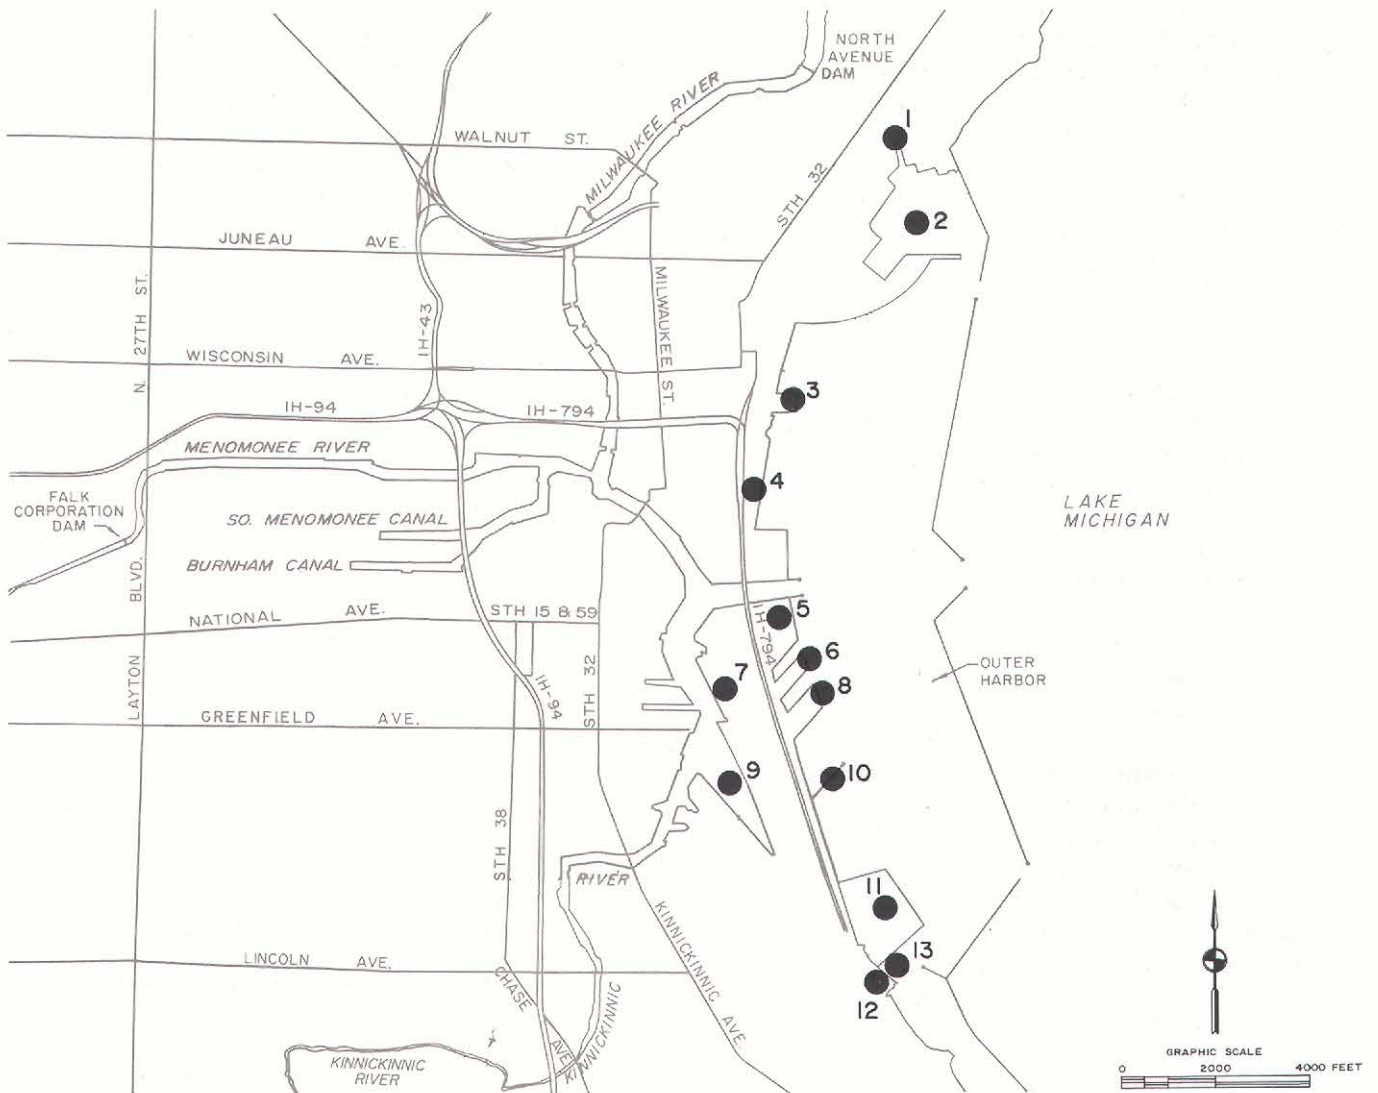 NORTH
AVENUE
DAM
MILWAUKEE RIVER
1
WALNUT ST.
STH 32
2
JUNEAU AVE.
N. 27TH ST.
MILWAUKEE ST.
IH-43
WISCONSIN AVE.
3
IH-94
IH-794
MENOMONEE RIVER
4
FALK
CORPORATION
DAM
SO. MENOMONEE CANAL
LAKE
MICHIGAN
BURNHAM CANAL
LAYTON BLVD.
NATIONAL AVE.
STH 15 & 59
5
IH-794
6
OUTER
HARBOR
7
8
STH 32
IH-94
GREENFIELD AVE.
9
10
STH 38
RIVER
11
KINNICKINNIC AVE.
LINCOLN AVE.
13
CHASE AVE.
12
KINNICKINNIC
KINNICKINNIC
RIVER
GRAPHIC SCALE
0 2000 4000 FEET